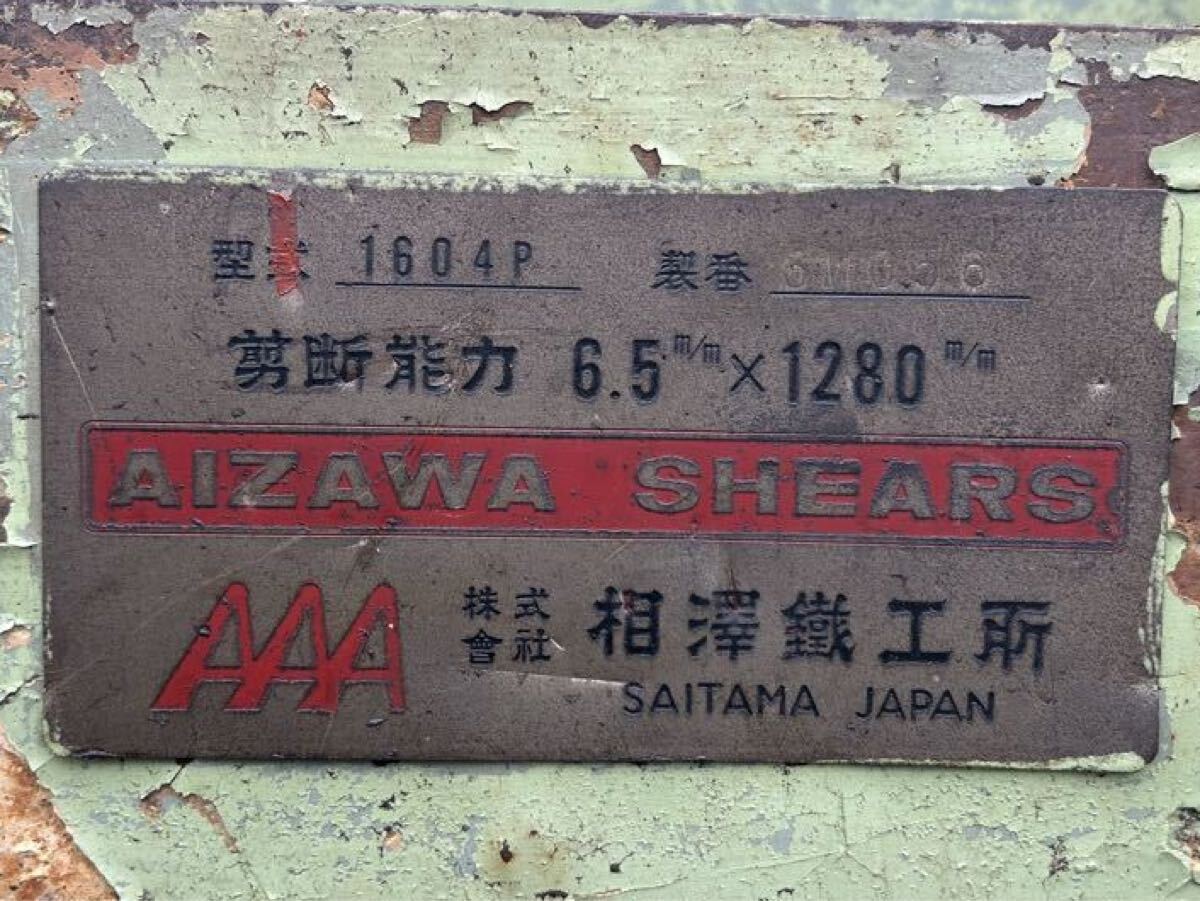 型式 1604P 製番
剪断能力 6.5m/m×1280m/m
AIZAWA SHEARS
AAA 株式會社 相澤鐵工所
SAITAMA JAPAN